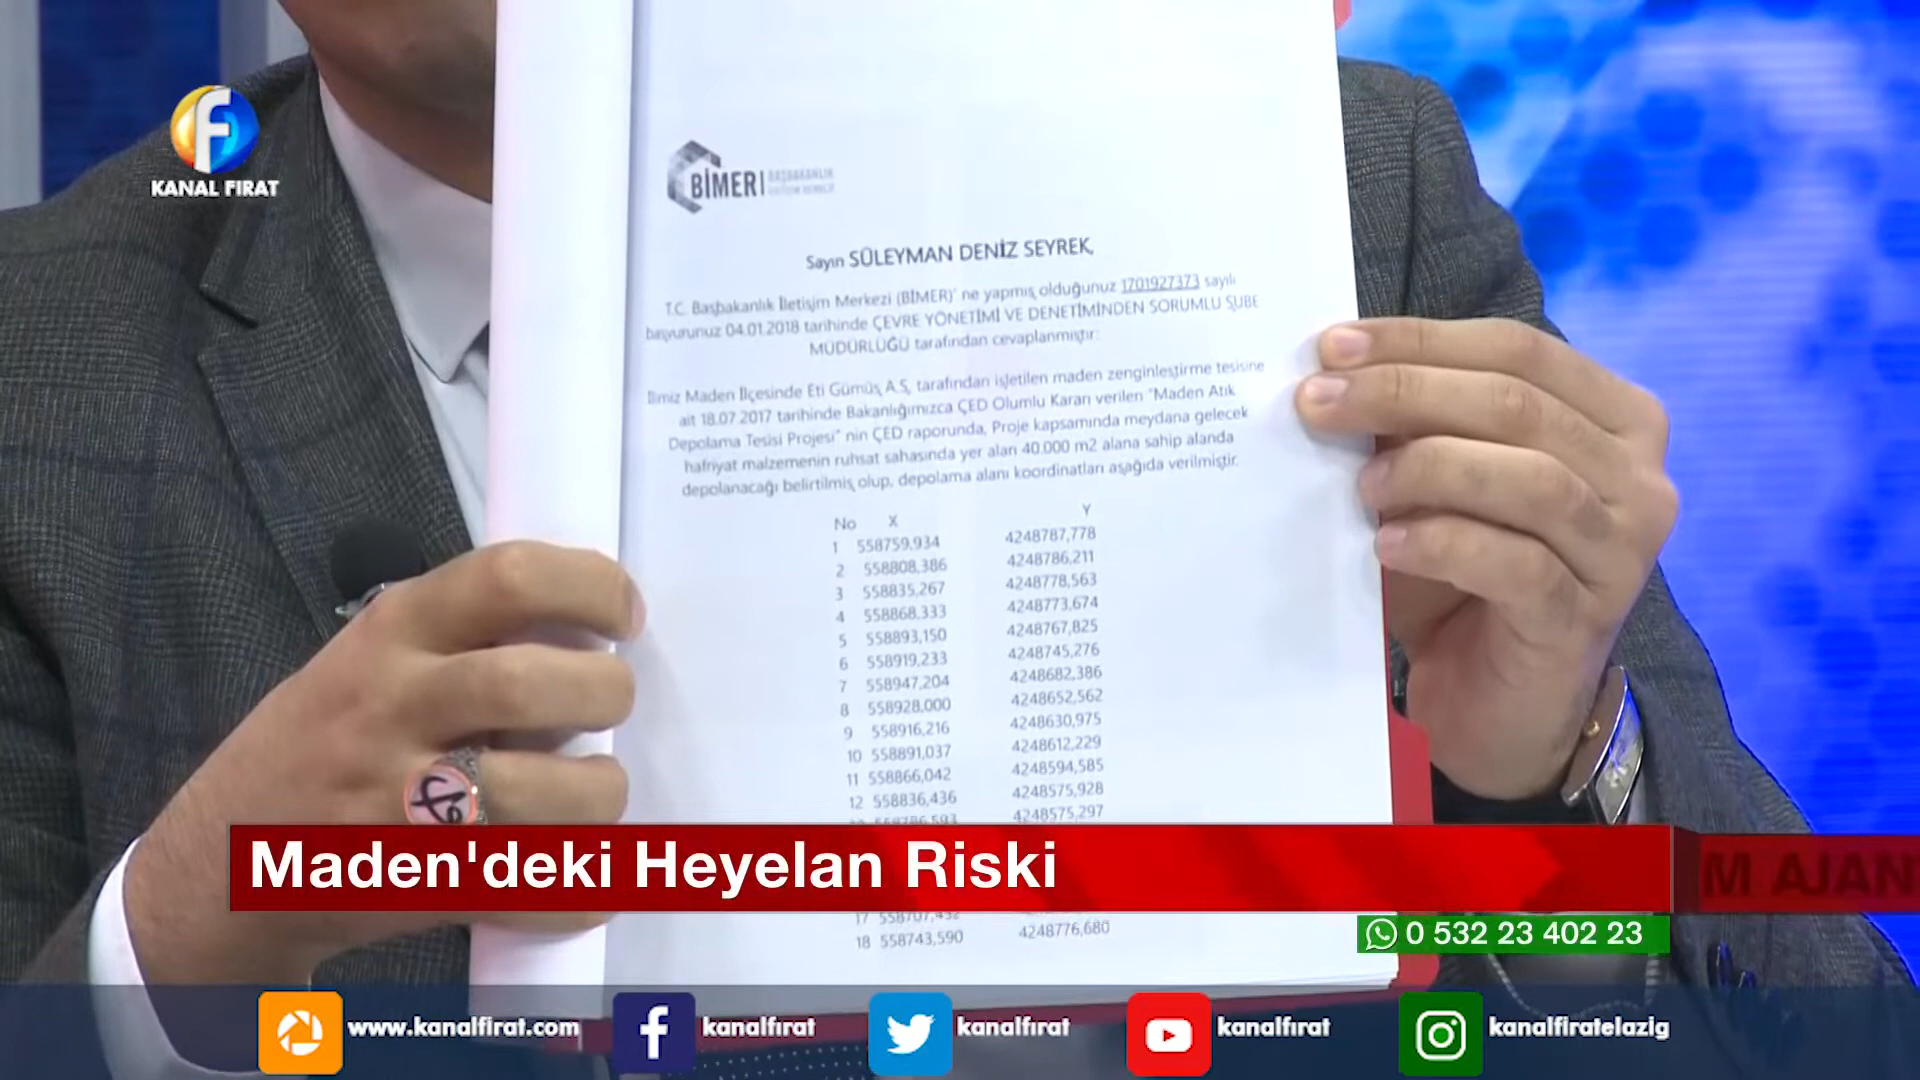 KANAL FIRAT
BİMER
BAŞBAKANLIK
Sayın SÜLEYMAN DENİZ SEYREK,
T.C. Başbakanlık İletişim Merkezi (BİMER)' ne yapmış olduğunuz 1701927373 sayılı
başvurunuz 04.01.2018 tarihinde ÇEVRE YÖNETİMİ VE DENETİMİNDEN SORUMLU ŞUBE
MÜDÜRLÜĞÜ tarafından cevaplanmıştır:
İlimiz Maden İlçesinde Eti Gümüş A.Ş. tarafından işletilen maden zenginleştirme tesisine
ait 18.07.2017 tarihinde Bakanlığımızca ÇED Olumlu Kararı verilen "Maden Atık
Depolama Tesisi Projesi" nin ÇED raporunda, Proje kapsamında meydana gelecek
hafriyat malzemenin ruhsat sahasında yer alan 40.000 m2 alana sahip alanda
depolanacağı belirtilmiş olup, depolama alanı koordinatları aşağıda verilmiştir.
No X Y
1 558759,934 4248787,778
2 558808,386 4248786,211
3 558835,267 4248778,563
4 558868,333 4248773,674
5 558893,150 4248767,825
6 558919,233 4248745,276
7 558947,204 4248682,386
8 558928,000 4248652,562
9 558916,216 4248630,975
10 558891,037 4248612,229
11 558866,042 4248594,585
12 558836,436 4248575,928
4248575,297
Maden'deki Heyelan Riski
M AJAN
17 558707,432
18 558743,590 4248776,680
0 532 23 402 23
www.kanalfirat.com
kanalfırat
kanalfırat
kanalfırat
kanalfiratelazig